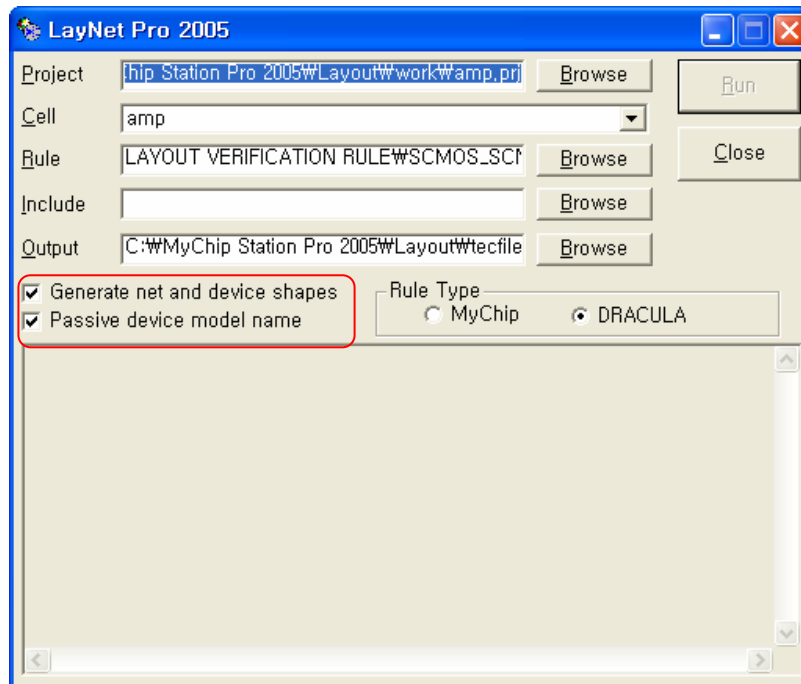 LayNet Pro 2005
Project hip Station Pro 2005₩Layout₩work₩amp.prj Browse Run
Cell amp
Rule LAYOUT VERIFICATION RULE₩SCMOS_SCN Browse Close
Include Browse
Output C:₩MyChip Station Pro 2005₩Layout₩tecfile Browse
Generate net and device shapes Rule Type
Passive device model name MyChip DRACULA